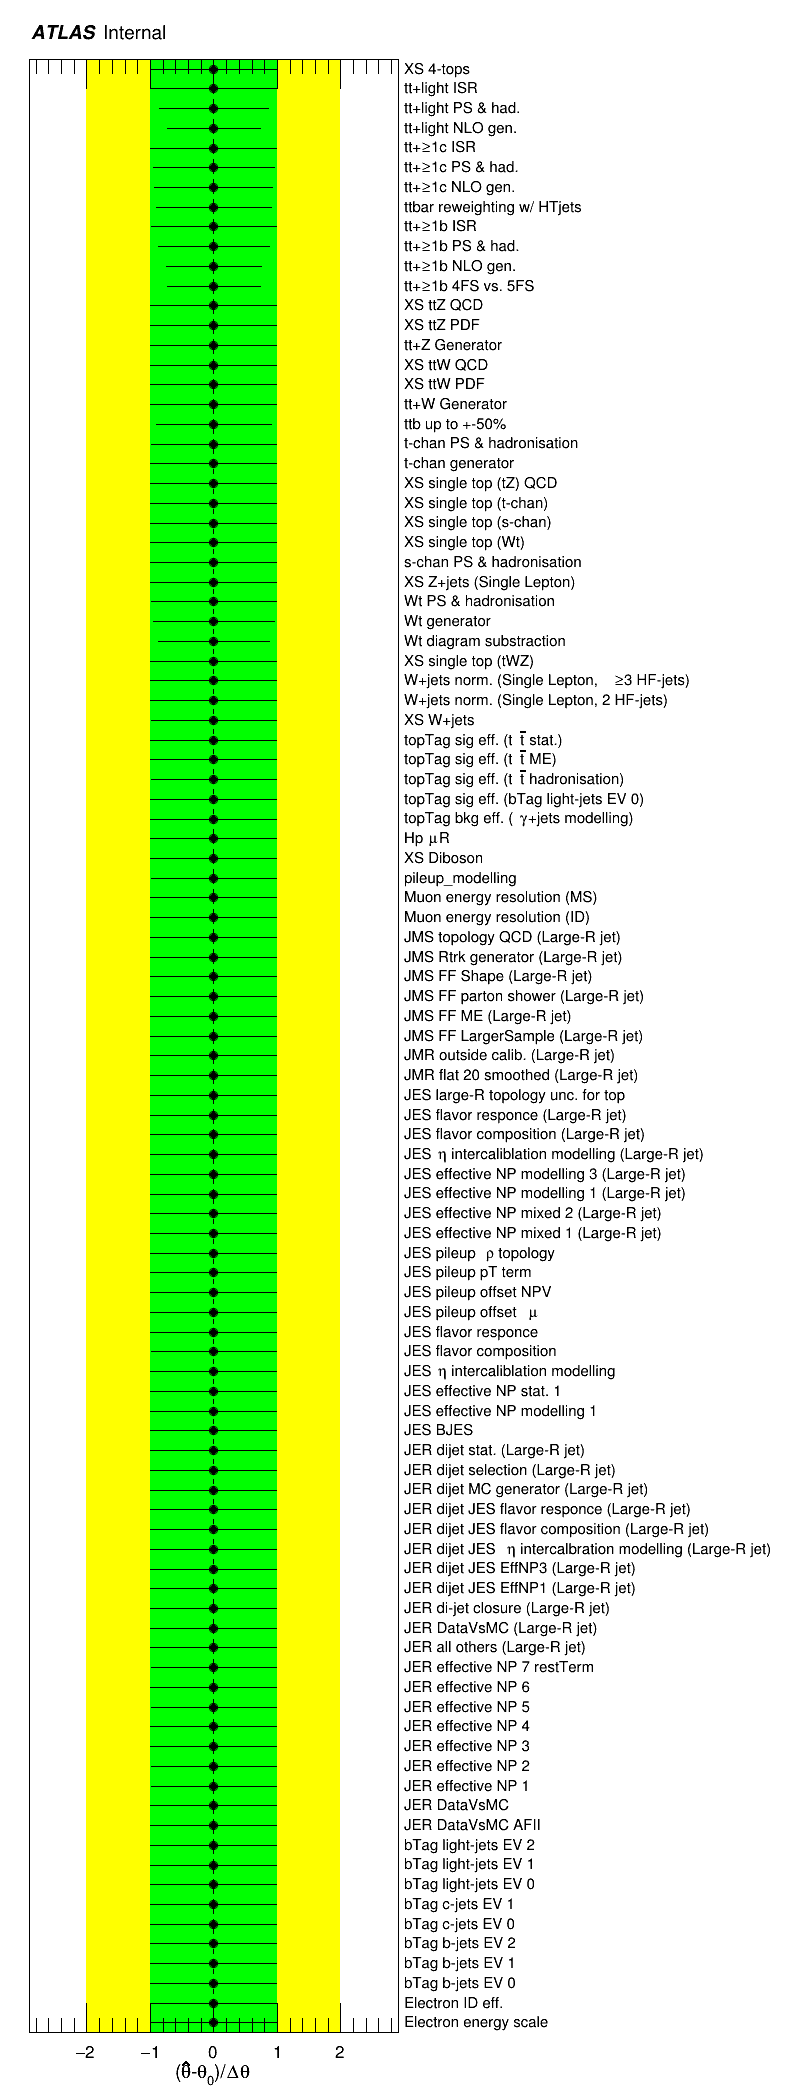 ATLAS Internal
XS 4-tops
tt+light ISR
tt+light PS & had.
tt+light NLO gen.
tt+≥1c ISR
tt+≥1c PS & had.
tt+≥1c NLO gen.
ttbar reweighting w/ HTjets
tt+≥1b ISR
tt+≥1b PS & had.
tt+≥1b NLO gen.
tt+≥1b 4FS vs. 5FS
XS ttZ QCD
XS ttZ PDF
tt+Z Generator
XS ttW QCD
XS ttW PDF
tt+W Generator
ttb up to +-50%
t-chan PS & hadronisation
t-chan generator
XS single top (tZ) QCD
XS single top (t-chan)
XS single top (s-chan)
XS single top (Wt)
s-chan PS & hadronisation
XS Z+jets (Single Lepton)
Wt PS & hadronisation
Wt generator
Wt diagram substraction
XS single top (tWZ)
W+jets norm. (Single Lepton, ≥3 HF-jets)
W+jets norm. (Single Lepton, 2 HF-jets)
XS W+jets
topTag sig eff. (t t̄ stat.)
topTag sig eff. (t t̄ ME)
topTag sig eff. (t t̄ hadronisation)
topTag sig eff. (bTag light-jets EV 0)
topTag bkg eff. ( γ+jets modelling)
Hp μR
XS Diboson
pileup_modelling
Muon energy resolution (MS)
Muon energy resolution (ID)
JMS topology QCD (Large-R jet)
JMS Rtrk generator (Large-R jet)
JMS FF Shape (Large-R jet)
JMS FF parton shower (Large-R jet)
JMS FF ME (Large-R jet)
JMS FF LargerSample (Large-R jet)
JMR outside calib. (Large-R jet)
JMR flat 20 smoothed (Large-R jet)
JES large-R topology unc. for top
JES flavor responce (Large-R jet)
JES flavor composition (Large-R jet)
JES η intercaliblation modelling (Large-R jet)
JES effective NP modelling 3 (Large-R jet)
JES effective NP modelling 1 (Large-R jet)
JES effective NP mixed 2 (Large-R jet)
JES effective NP mixed 1 (Large-R jet)
JES pileup ρ topology
JES pileup pT term
JES pileup offset NPV
JES pileup offset μ
JES flavor responce
JES flavor composition
JES η intercaliblation modelling
JES effective NP stat. 1
JES effective NP modelling 1
JES BJES
JER dijet stat. (Large-R jet)
JER dijet selection (Large-R jet)
JER dijet MC generator (Large-R jet)
JER dijet JES flavor responce (Large-R jet)
JER dijet JES flavor composition (Large-R jet)
JER dijet JES η intercalbration modelling (Large-R jet)
JER dijet JES EffNP3 (Large-R jet)
JER dijet JES EffNP1 (Large-R jet)
JER di-jet closure (Large-R jet)
JER DataVsMC (Large-R jet)
JER all others (Large-R jet)
JER effective NP 7 restTerm
JER effective NP 6
JER effective NP 5
JER effective NP 4
JER effective NP 3
JER effective NP 2
JER effective NP 1
JER DataVsMC
JER DataVsMC AFII
bTag light-jets EV 2
bTag light-jets EV 1
bTag light-jets EV 0
bTag c-jets EV 1
bTag c-jets EV 0
bTag b-jets EV 2
bTag b-jets EV 1
bTag b-jets EV 0
Electron ID eff.
Electron energy scale
−2 −1 0 1 2
(θ̂-θ₀)/Δθ